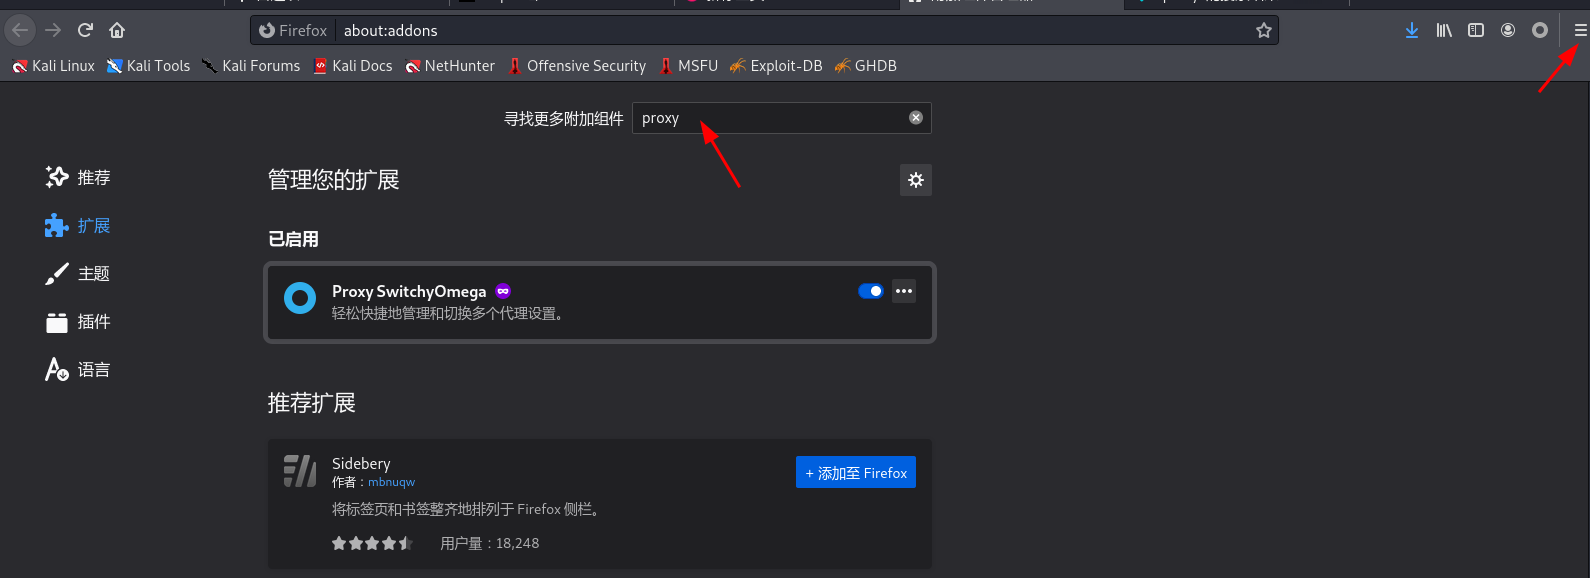 Firefox about:addons
Kali Linux Kali Tools Kali Forums Kali Docs NetHunter Offensive Security MSFU Exploit-DB GHDB
寻找更多附加组件 proxy
推荐
扩展
主题
插件
语言
管理您的扩展
已启用
Proxy SwitchyOmega
轻松快捷地管理和切换多个代理设置。
推荐扩展
Sidebery
作者：mbnuqw
+ 添加至 Firefox
将标签页和书签整齐地排列于 Firefox 侧栏。
用户量：18,248